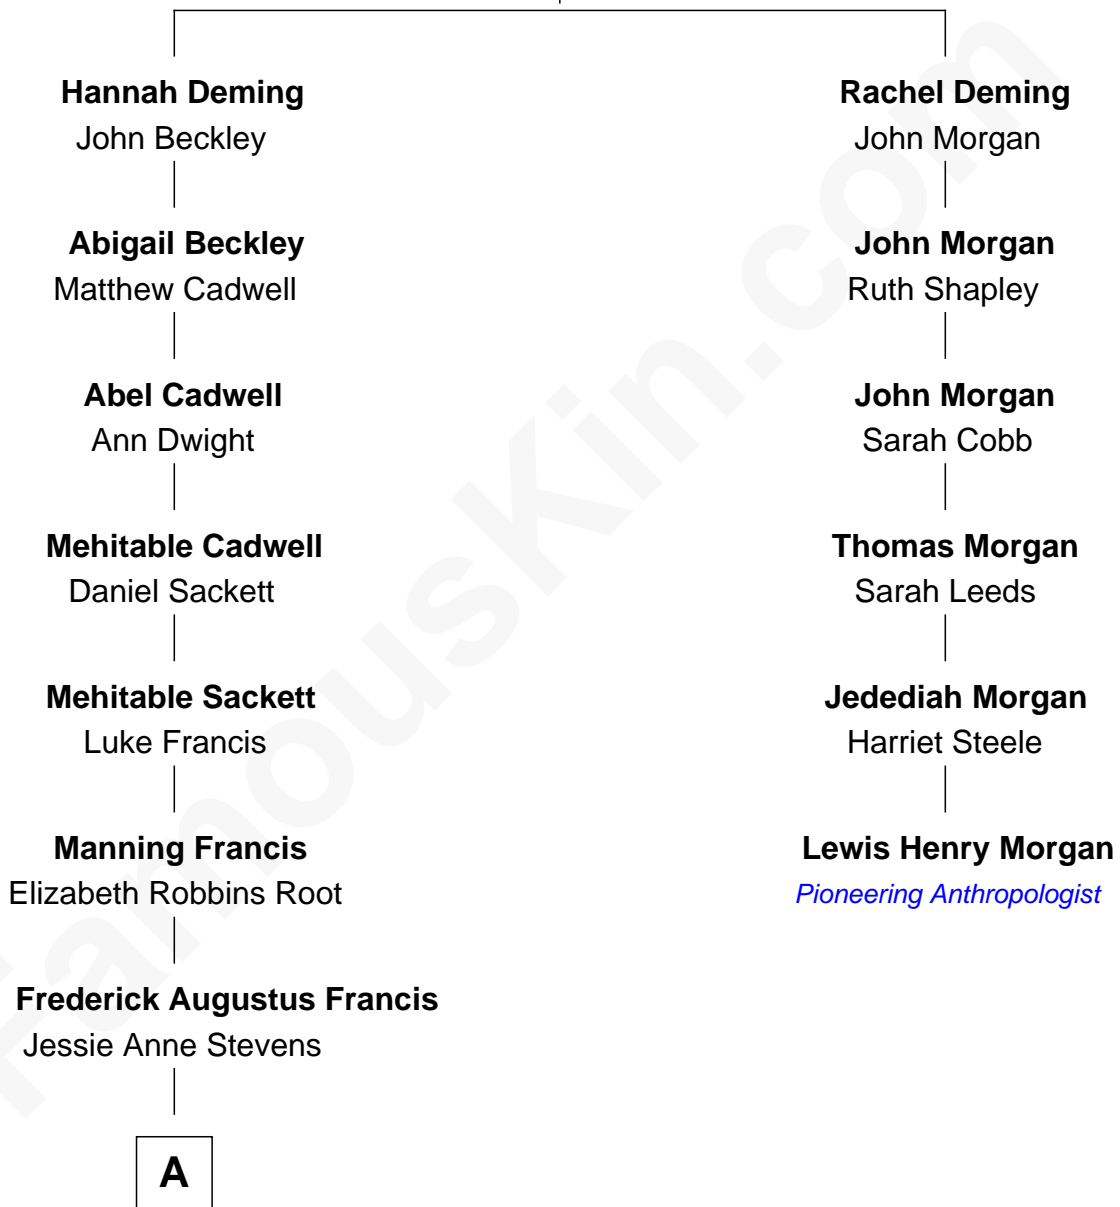 Hannah Deming
John Beckley
Rachel Deming
John Morgan
Abigail Beckley
Matthew Cadwell
John Morgan
Ruth Shapley
Abel Cadwell
Ann Dwight
John Morgan
Sarah Cobb
Mehitable Cadwell
Daniel Sackett
Thomas Morgan
Sarah Leeds
Mehitable Sackett
Luke Francis
Jedediah Morgan
Harriet Steele
Manning Francis
Elizabeth Robbins Root
Lewis Henry Morgan
Pioneering Anthropologist
Frederick Augustus Francis
Jessie Anne Stevens
A
FamousKin.com